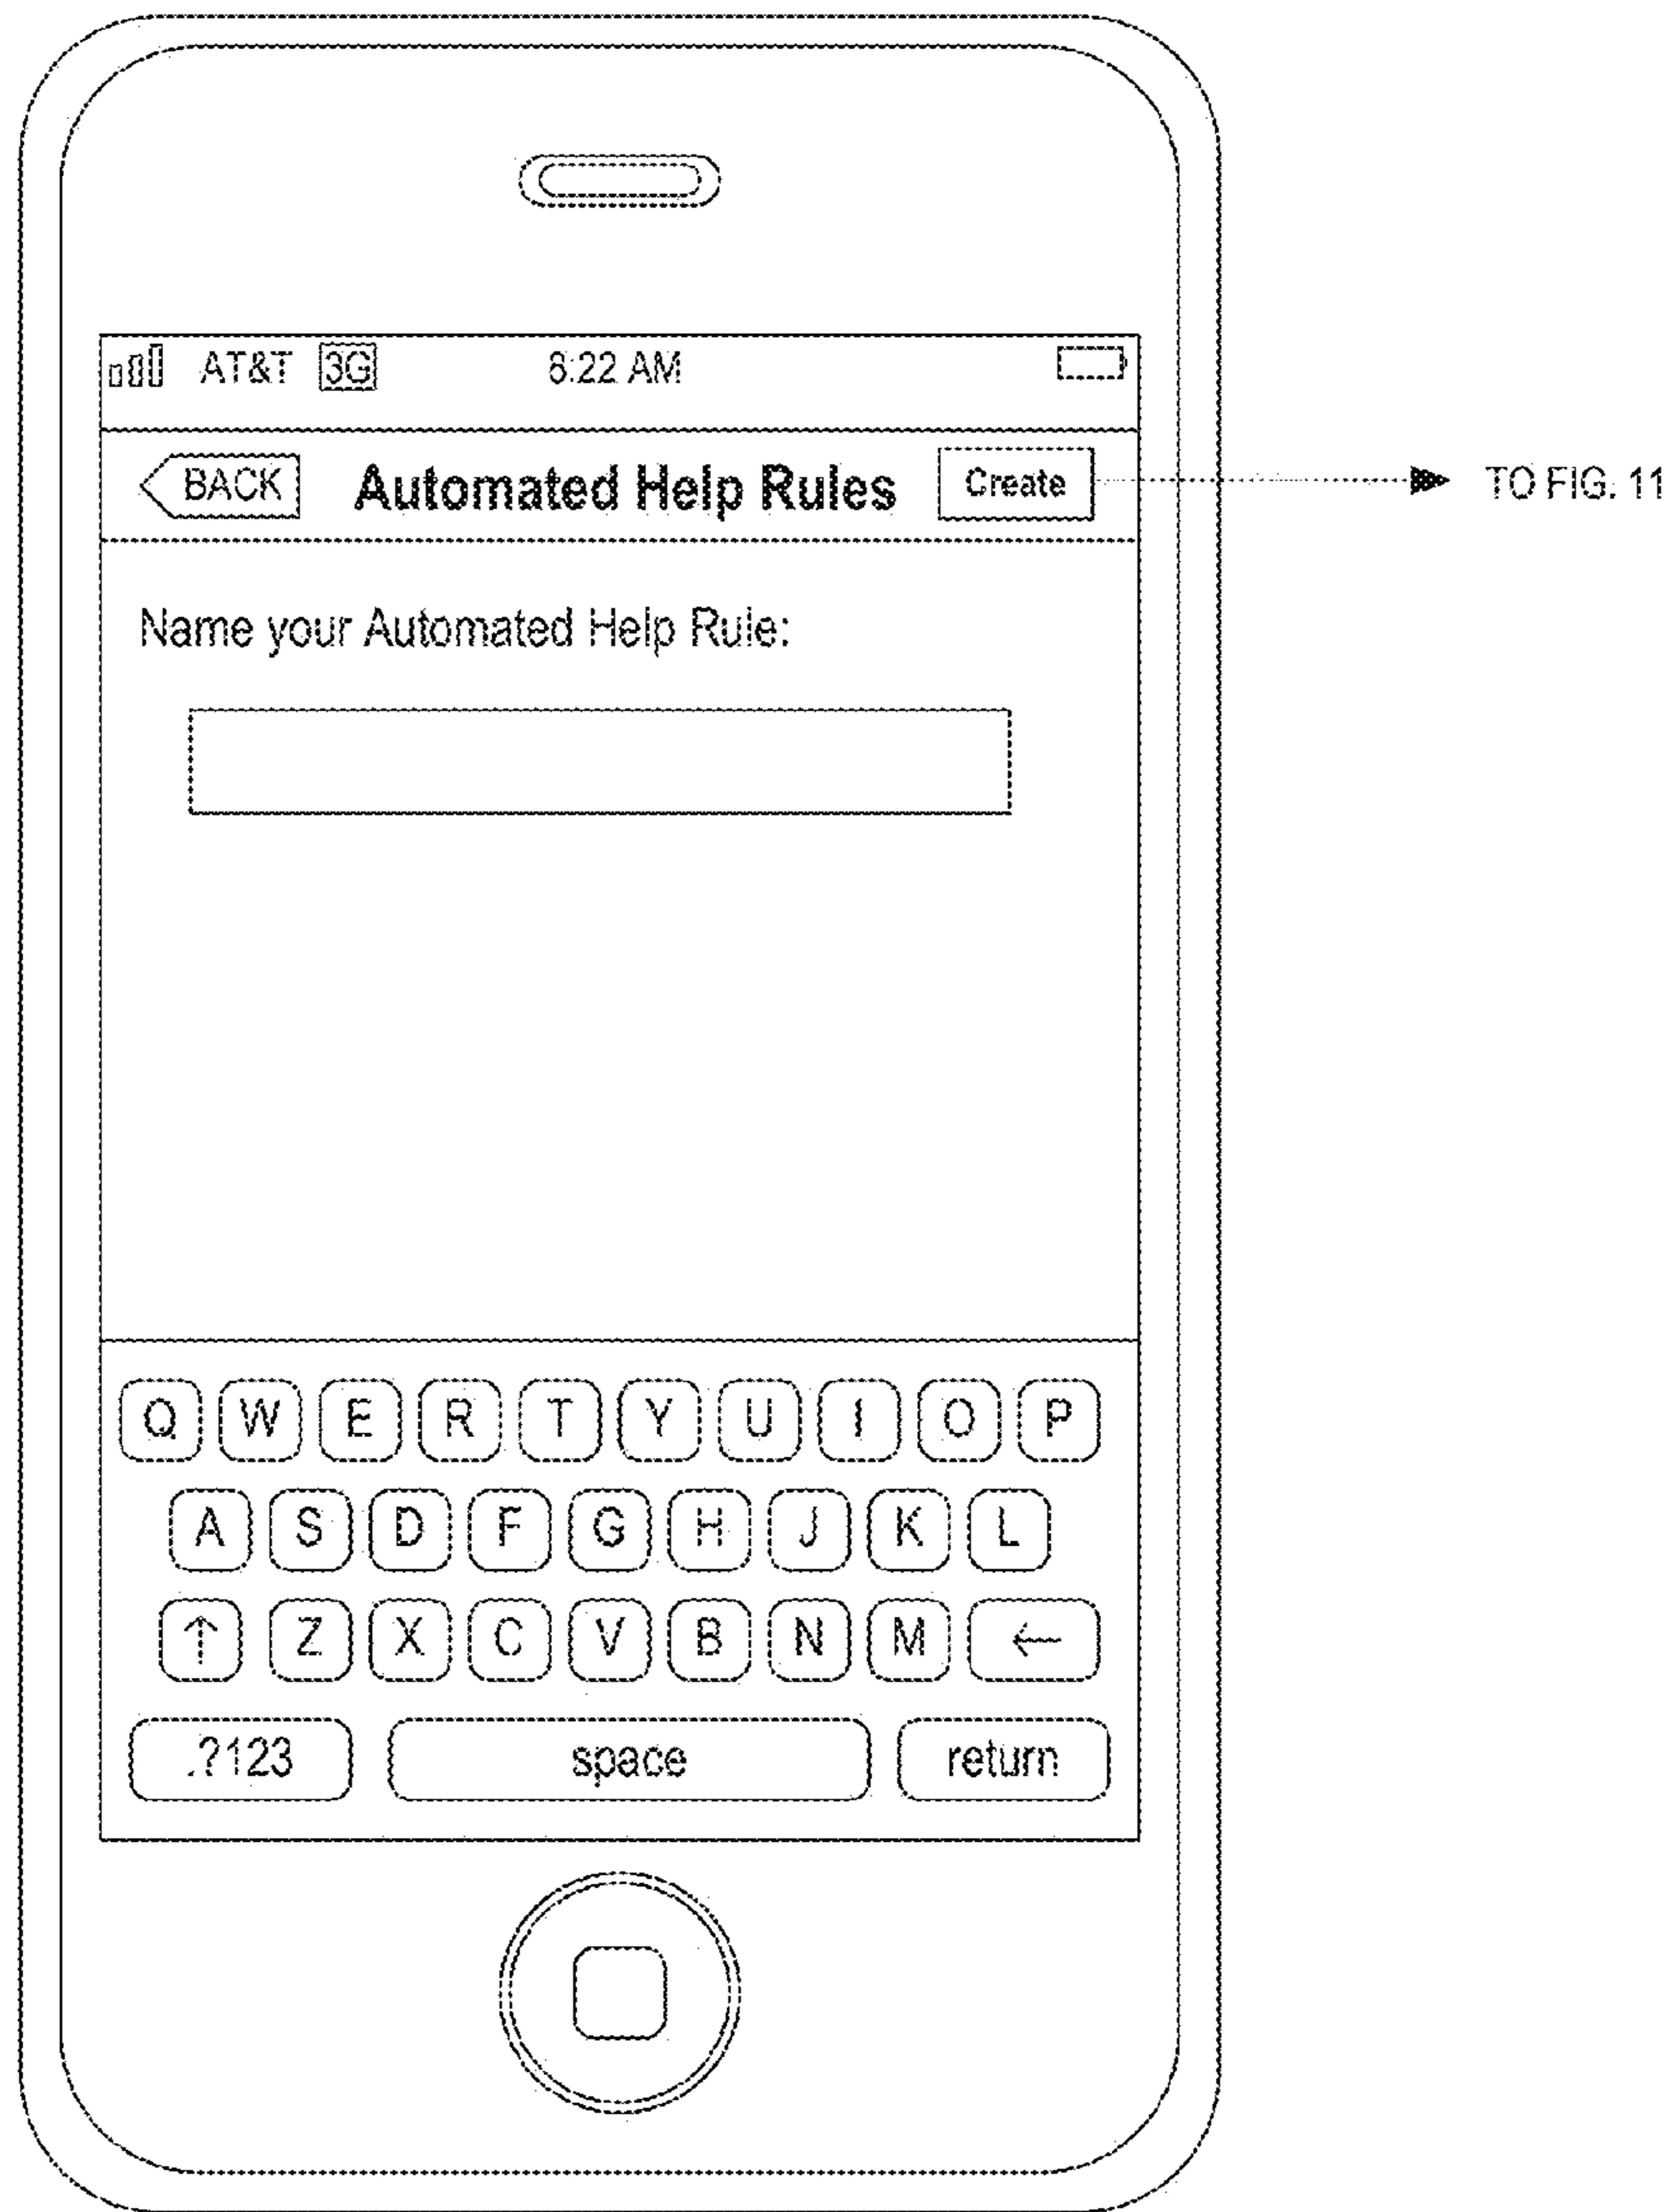 AT&T 3G 8:22 AM
BACK Automated Help Rules Create TO FIG. 11
Name your Automated Help Rule:
Q W E R T Y U I O P
A S D F G H J K L
↑ Z X C V B N M ←
.?123 space return